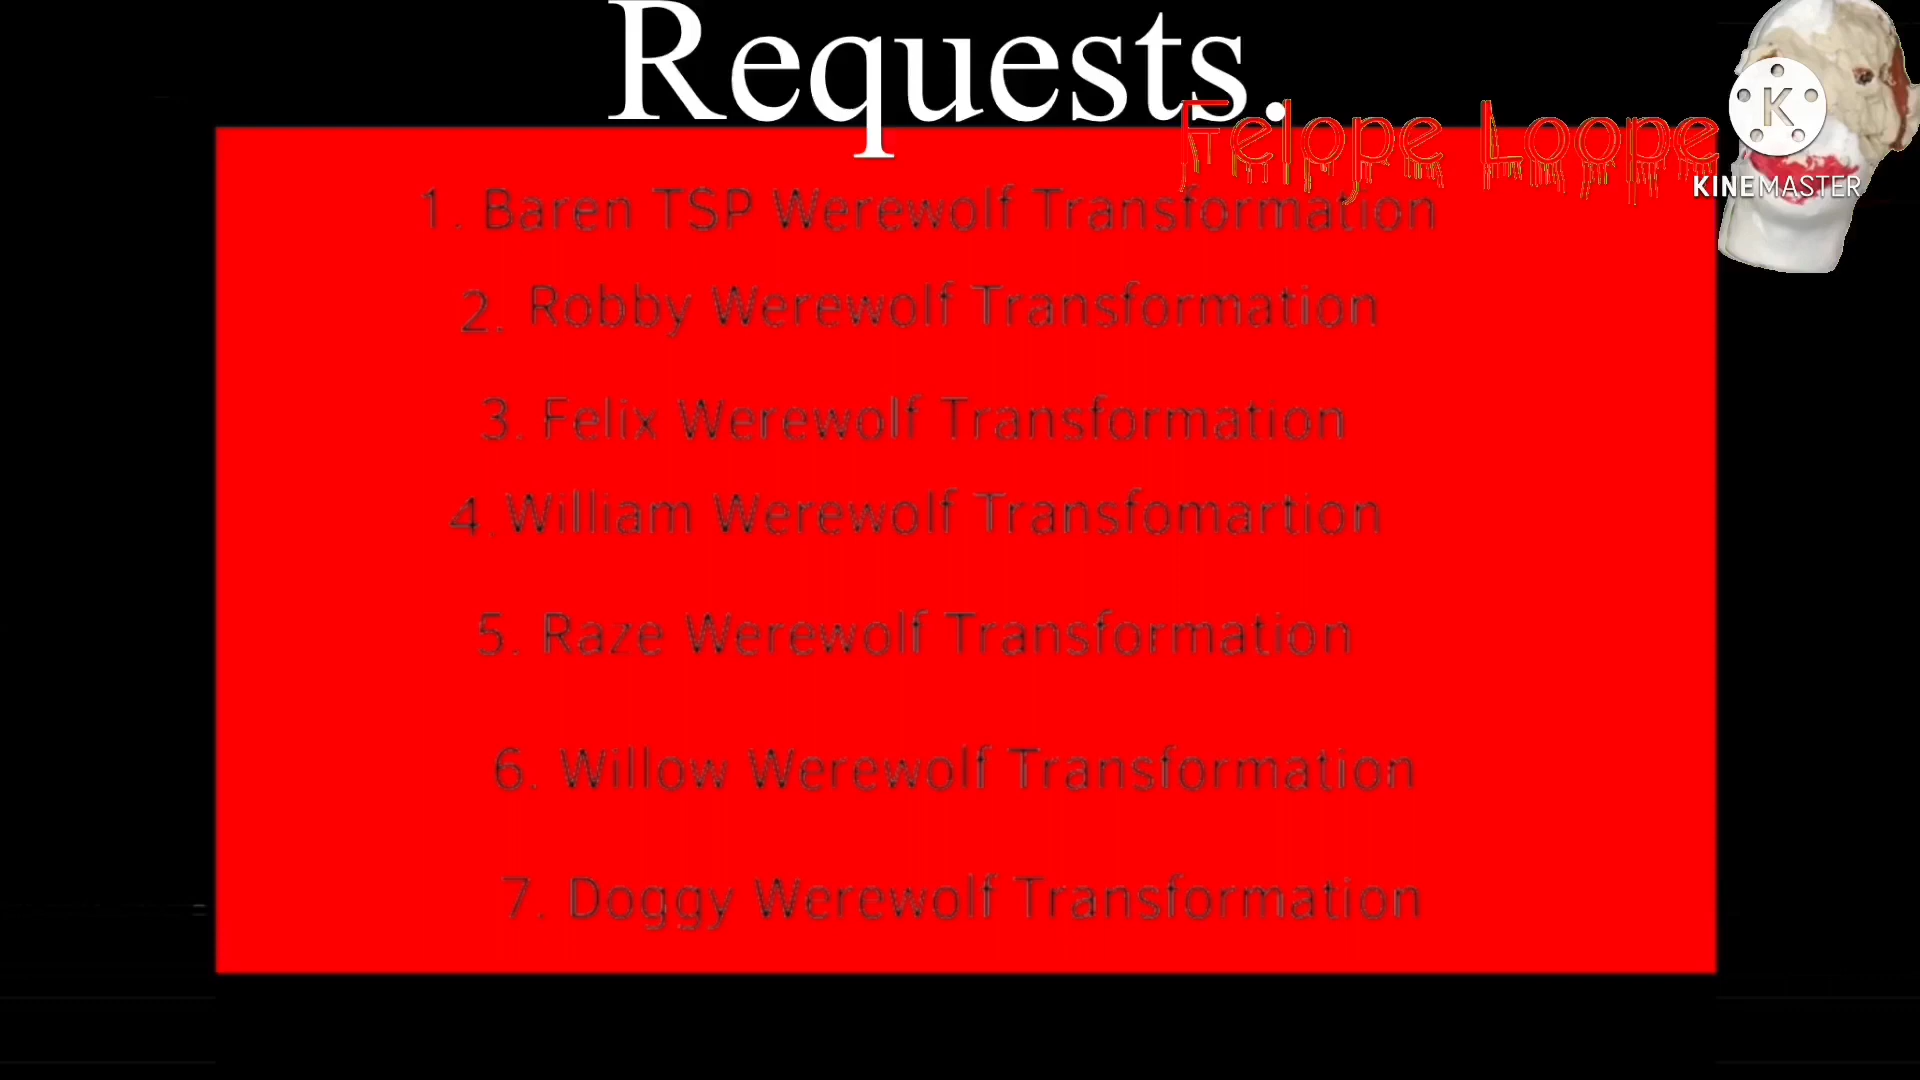 Requests.
Felope Loope
K
KINEMASTER
1. Baren TSP Werewolf Transformation
2. Robby Werewolf Transformation
3. Felix Werewolf Transformation
4. William Werewolf Transfomartion
5. Raze Werewolf Transformation
6. Willow Werewolf Transformation
7. Doggy Werewolf Transformation